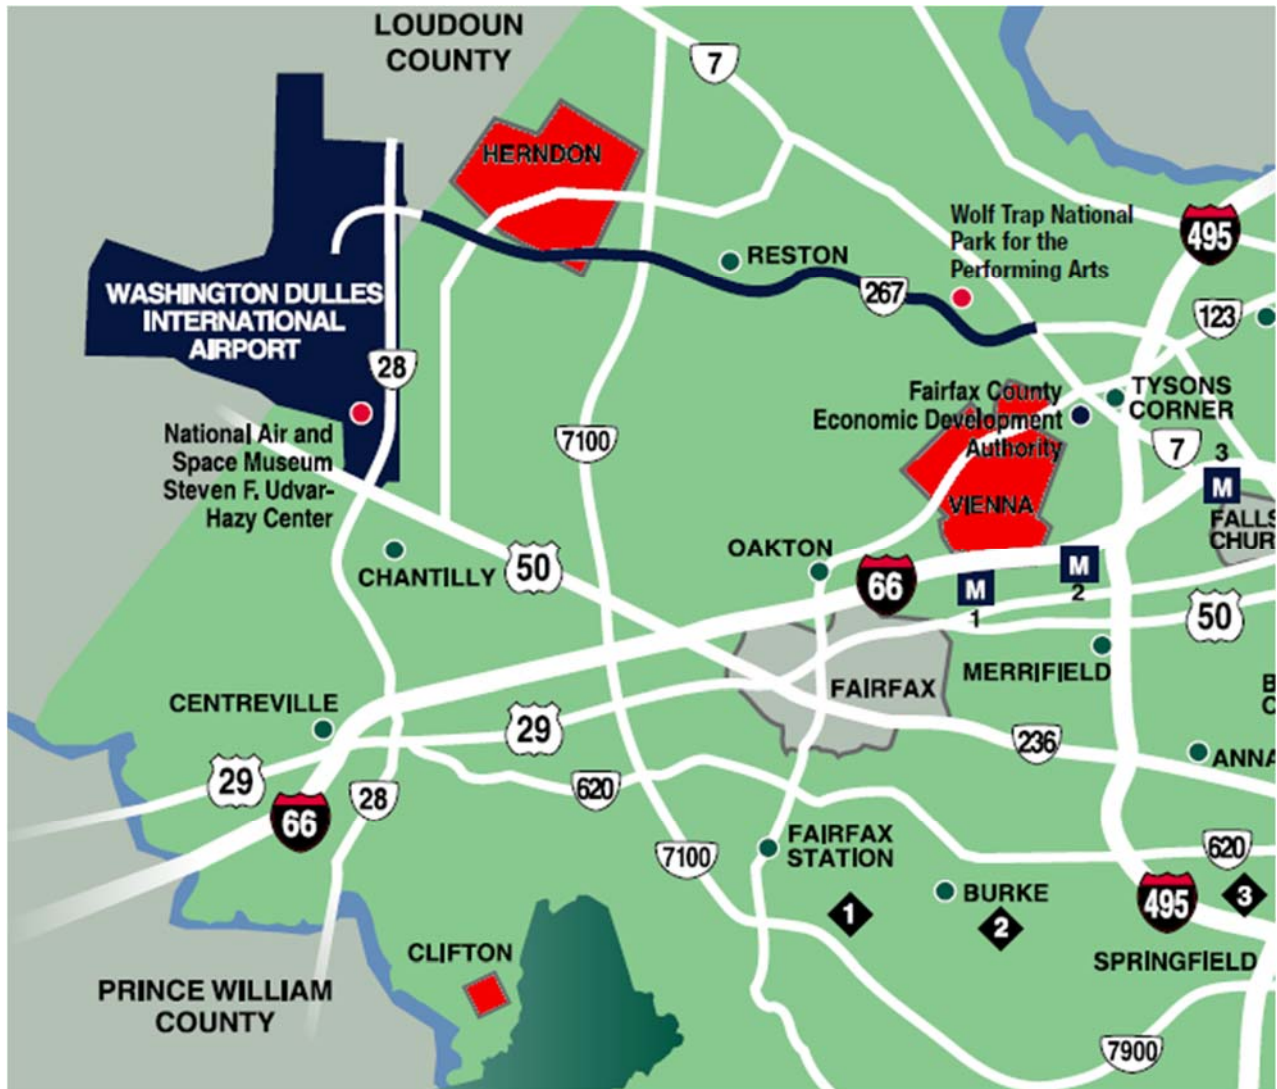 LOUDOUN
COUNTY
7
HERNDON
Wolf Trap National
Park for the
Performing Arts
495
RESTON
267
123
WASHINGTON DULLES
INTERNATIONAL
AIRPORT
28
Fairfax County
Economic Development
Authority
TYSONS
CORNER
National Air and
Space Museum
Steven F. Udvar-
Hazy Center
7100
7
3
M
VIENNA
FALLS
CHUR
OAKTON
50
CHANTILLY
66
M
1
M
2
50
MERRIFIELD
FAIRFAX
CENTREVILLE
29
236
B
C
ANNA
29
28
620
66
FAIRFAX
STATION
7100
620
BURKE
1
2
495
3
CLIFTON
SPRINGFIELD
PRINCE WILLIAM
COUNTY
7900